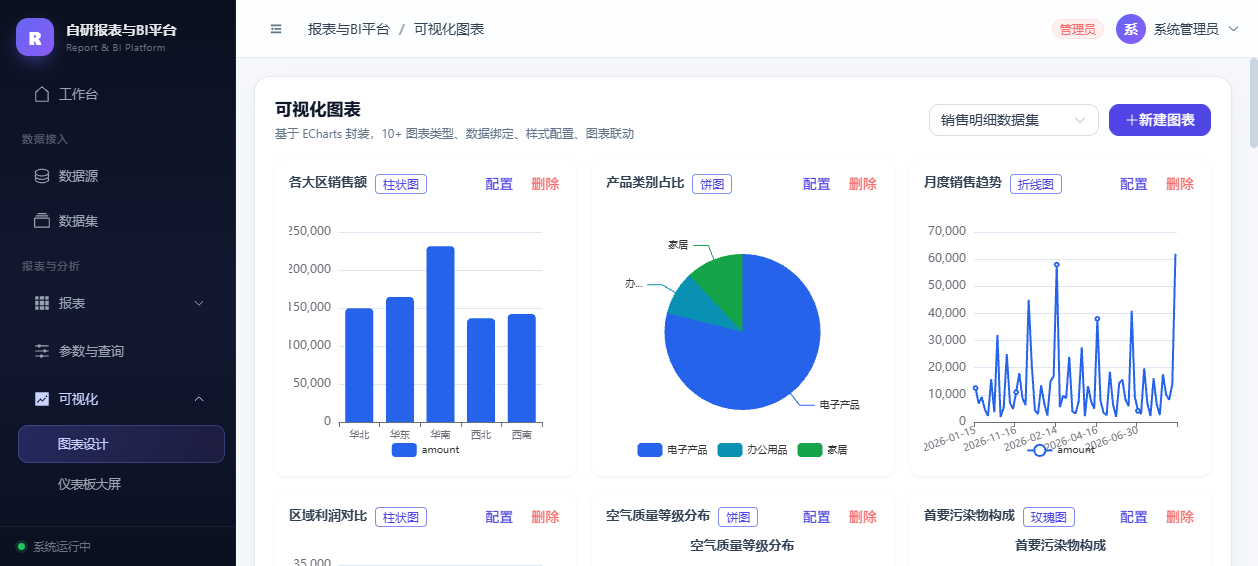 R
自研报表与BI平台
Report & BI Platform
工作台
数据接入
数据源
数据集
报表与分析
报表
参数与查询
可视化
图表设计
仪表板大屏
系统运行中
报表与BI平台 / 可视化图表
管理员
系
系统管理员
可视化图表
基于 ECharts 封装，10+ 图表类型、数据绑定、样式配置、图表联动
销售明细数据集
+新建图表
各大区销售额 柱状图 配置 删除
250,000
200,000
150,000
100,000
50,000
0
华北 华东 华南 西北 西南
amount
产品类别占比 饼图 配置 删除
家居
办...
电子产品
电子产品 办公用品 家居
月度销售趋势 折线图 配置 删除
70,000
60,000
50,000
40,000
30,000
20,000
10,000
0
2026-01-15 2026-11-16 2026-02-14 2026-04-16 2026-06-30
amount
区域利润对比 柱状图 配置 删除
35,000
空气质量等级分布 饼图 配置 删除
空气质量等级分布
首要污染物构成 玫瑰图 配置 删除
首要污染物构成